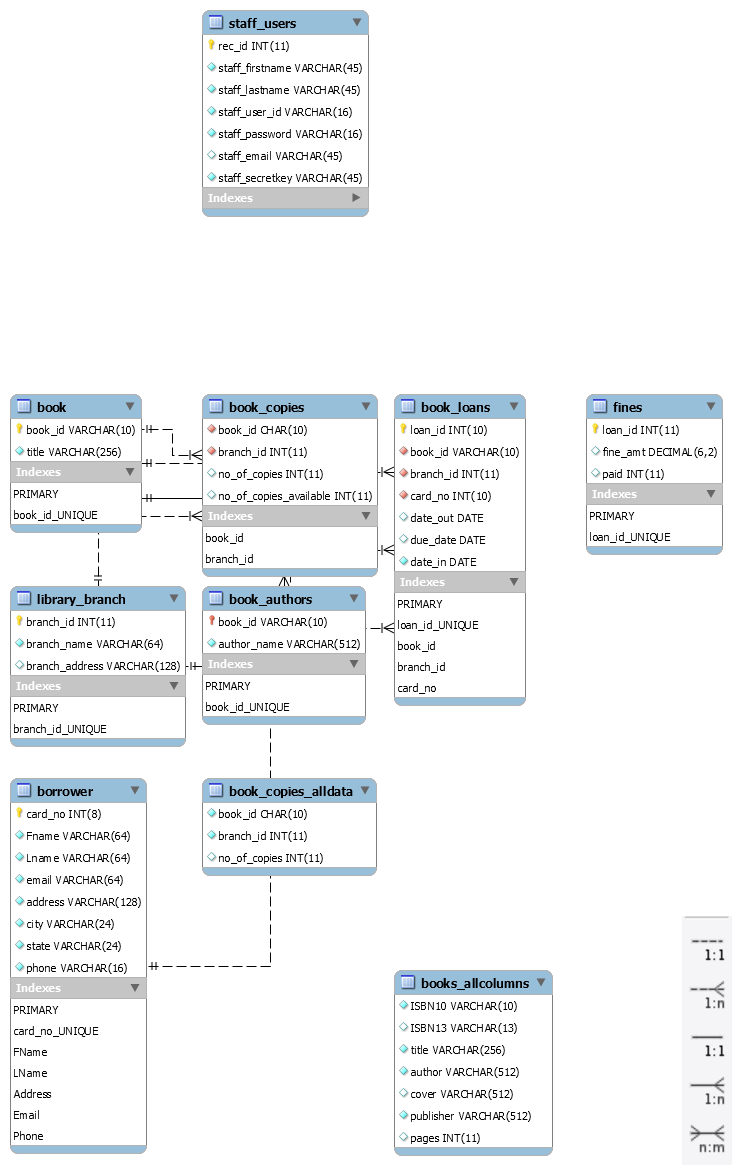 staff_users
rec_id INT(11)
staff_firstname VARCHAR(45)
staff_lastname VARCHAR(45)
staff_user_id VARCHAR(16)
staff_password VARCHAR(16)
staff_email VARCHAR(45)
staff_secretkey VARCHAR(45)
Indexes
book
book_id VARCHAR(10)
title VARCHAR(256)
Indexes
PRIMARY
book_id_UNIQUE
book_copies
book_id CHAR(10)
branch_id INT(11)
no_of_copies INT(11)
no_of_copies_available INT(11)
Indexes
book_id
branch_id
book_loans
loan_id INT(10)
book_id VARCHAR(10)
branch_id INT(11)
card_no INT(10)
date_out DATE
due_date DATE
date_in DATE
Indexes
PRIMARY
loan_id_UNIQUE
book_id
branch_id
card_no
fines
loan_id INT(11)
fine_amt DECIMAL(6,2)
paid INT(11)
Indexes
PRIMARY
loan_id_UNIQUE
library_branch
branch_id INT(11)
branch_name VARCHAR(64)
branch_address VARCHAR(128)
Indexes
PRIMARY
branch_id_UNIQUE
book_authors
book_id VARCHAR(10)
author_name VARCHAR(512)
Indexes
PRIMARY
book_id_UNIQUE
borrower
card_no INT(8)
Fname VARCHAR(64)
Lname VARCHAR(64)
email VARCHAR(64)
address VARCHAR(128)
city VARCHAR(24)
state VARCHAR(24)
phone VARCHAR(16)
Indexes
PRIMARY
card_no_UNIQUE
FName
LName
Address
Email
Phone
book_copies_alldata
book_id CHAR(10)
branch_id INT(11)
no_of_copies INT(11)
books_allcolumns
ISBN10 VARCHAR(10)
ISBN13 VARCHAR(13)
title VARCHAR(256)
author VARCHAR(512)
cover VARCHAR(512)
publisher VARCHAR(512)
pages INT(11)
1:1
1:n
1:1
1:n
n:m